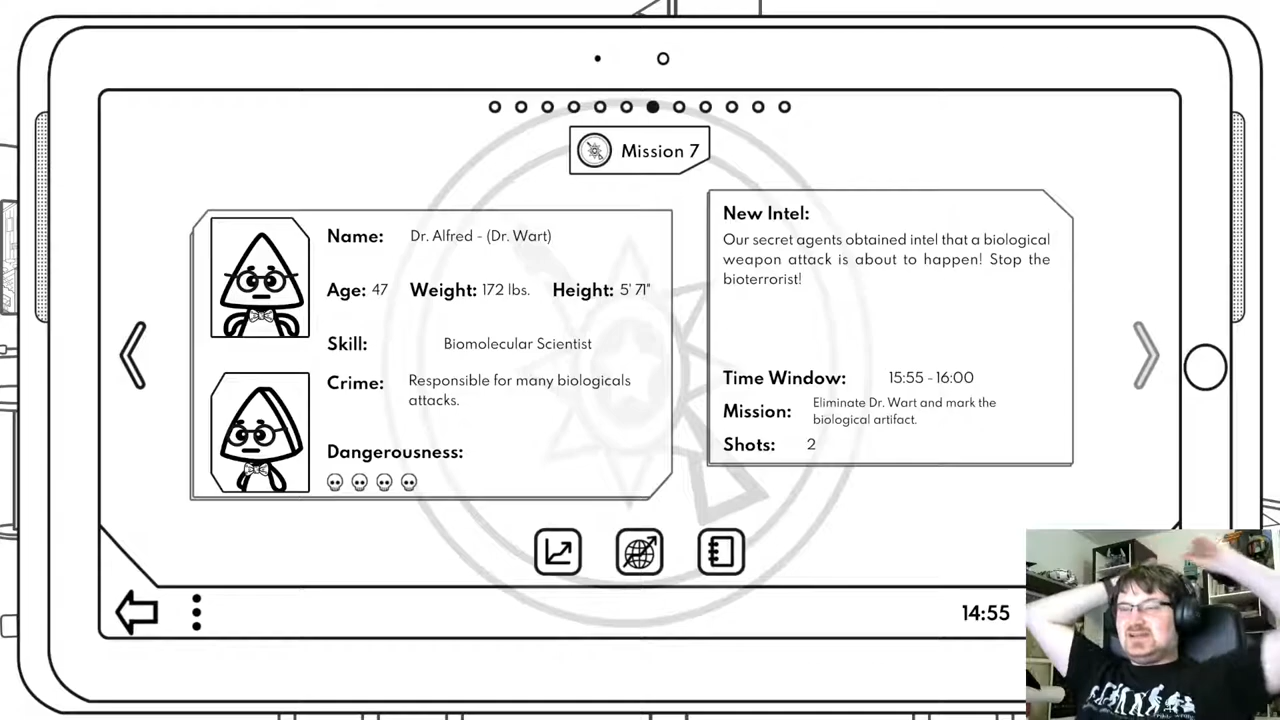 Mission 7
Name: Dr. Alfred - (Dr. Wart)
Age: 47 Weight: 172 lbs. Height: 5' 71"
Skill: Biomolecular Scientist
Crime: Responsible for many biologicals
attacks.
Dangerousness:
New Intel:
Our secret agents obtained intel that a biological
weapon attack is about to happen! Stop the
bioterrorist!
Time Window: 15:55 - 16:00
Mission: Eliminate Dr. Wart and mark the
biological artifact.
Shots: 2
14:55